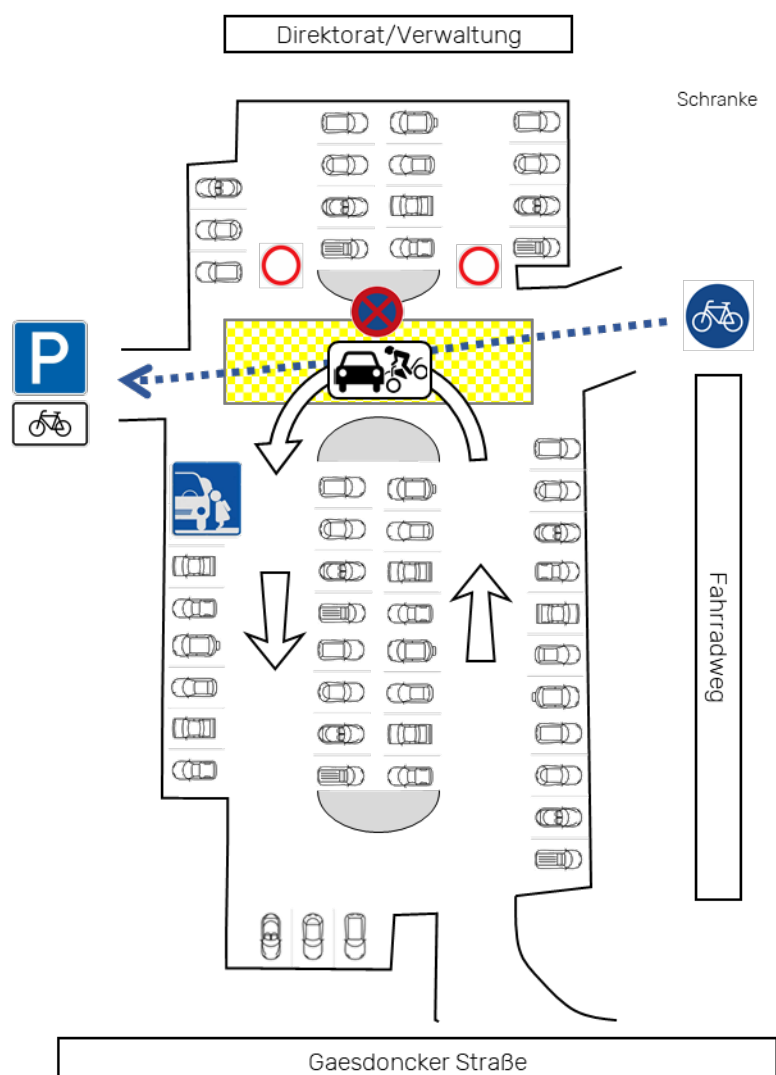 Direktorat/Verwaltung
Schranke
P
Fahrradweg
Gaesdoncker Straße